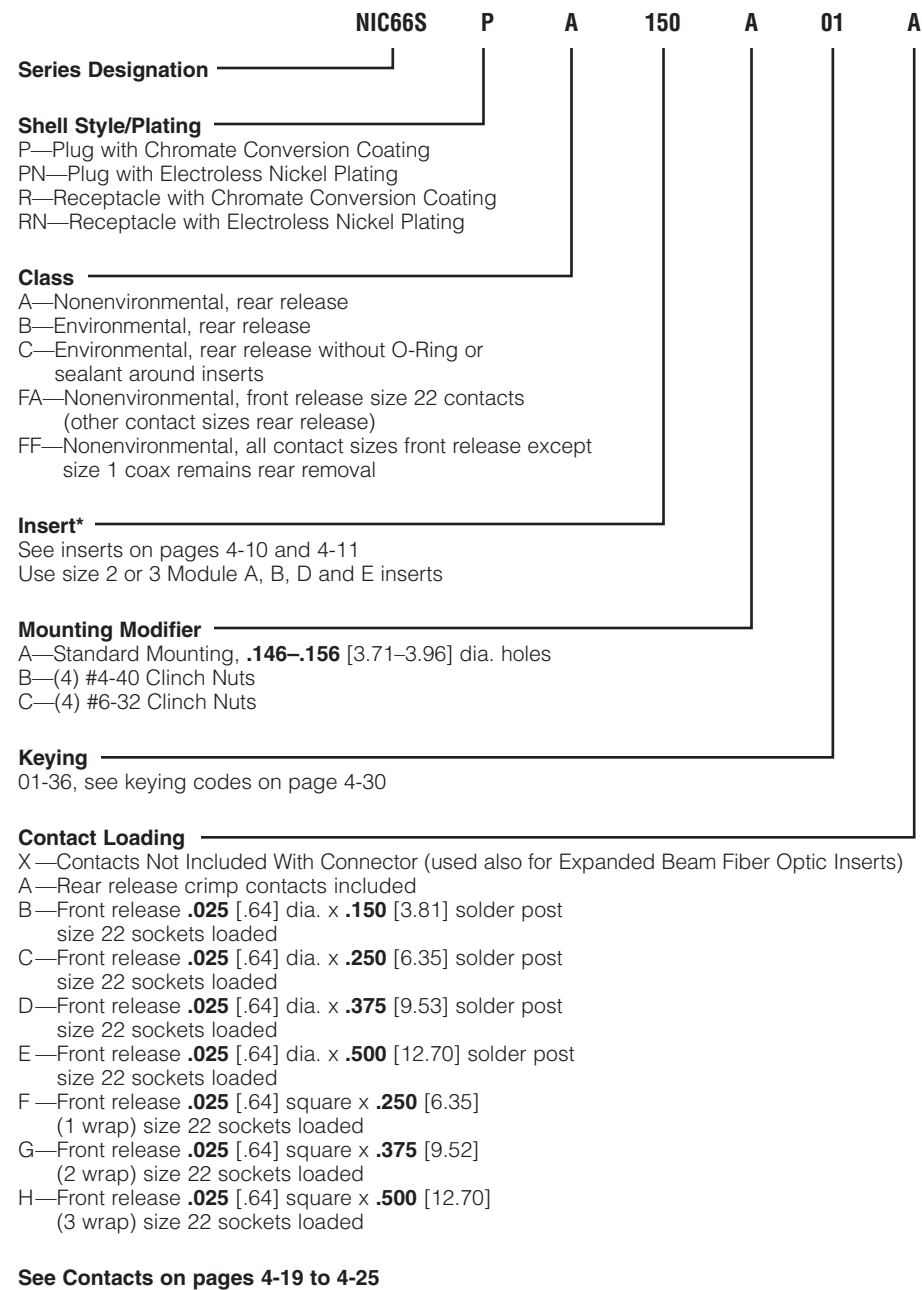 NIC66S P A 150 A 01 A
Series Designation
Shell Style/Plating
P—Plug with Chromate Conversion Coating
PN—Plug with Electroless Nickel Plating
R—Receptacle with Chromate Conversion Coating
RN—Receptacle with Electroless Nickel Plating
Class
A—Nonenvironmental, rear release
B—Environmental, rear release
C—Environmental, rear release without O-Ring or
sealant around inserts
FA—Nonenvironmental, front release size 22 contacts
(other contact sizes rear release)
FF—Nonenvironmental, all contact sizes front release except
size 1 coax remains rear removal
Insert*
See inserts on pages 4-10 and 4-11
Use size 2 or 3 Module A, B, D and E inserts
Mounting Modifier
A—Standard Mounting, .146–.156 [3.71–3.96] dia. holes
B—(4) #4-40 Clinch Nuts
C—(4) #6-32 Clinch Nuts
Keying
01-36, see keying codes on page 4-30
Contact Loading
X—Contacts Not Included With Connector (used also for Expanded Beam Fiber Optic Inserts)
A—Rear release crimp contacts included
B—Front release .025 [.64] dia. x .150 [3.81] solder post
size 22 sockets loaded
C—Front release .025 [.64] dia. x .250 [6.35] solder post
size 22 sockets loaded
D—Front release .025 [.64] dia. x .375 [9.53] solder post
size 22 sockets loaded
E—Front release .025 [.64] dia. x .500 [12.70] solder post
size 22 sockets loaded
F—Front release .025 [.64] square x .250 [6.35]
(1 wrap) size 22 sockets loaded
G—Front release .025 [.64] square x .375 [9.52]
(2 wrap) size 22 sockets loaded
H—Front release .025 [.64] square x .500 [12.70]
(3 wrap) size 22 sockets loaded
See Contacts on pages 4-19 to 4-25